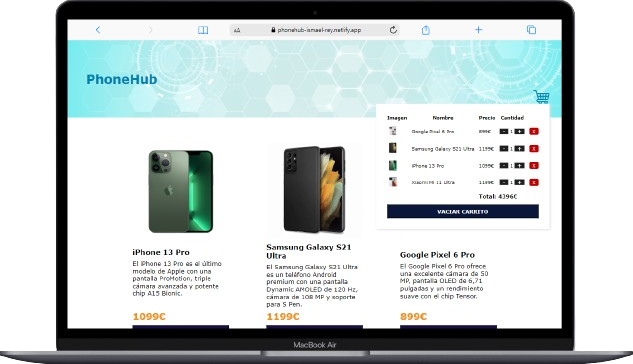 AA phonehub-ismael-rey.netlify.app
PhoneHub
Imagen Nombre Precio Cantidad
Google Pixel 6 Pro 899€ - 1 + X
Samsung Galaxy S21 Ultra 1199€ - 1 + X
iPhone 13 Pro 1099€ - 1 + X
Xiaomi Mi 11 Ultra 1199€ - 1 + X
Total: 4396€
VACIAR CARRITO
iPhone 13 Pro
El iPhone 13 Pro es el último
modelo de Apple con una
pantalla ProMotion, triple
cámara avanzada y potente
chip A15 Bionic.
1099€
Samsung Galaxy S21
Ultra
El Samsung Galaxy S21 Ultra
es un teléfono Android
premium con una pantalla
Dynamic AMOLED de 120 Hz,
cámara de 108 MP y soporte
para S Pen.
1199€
Google Pixel 6 Pro
El Google Pixel 6 Pro ofrece
una excelente cámara de 50
MP, pantalla OLED de 6,71
pulgadas y un rendimiento
suave con el chip Tensor.
899€
MacBook Air